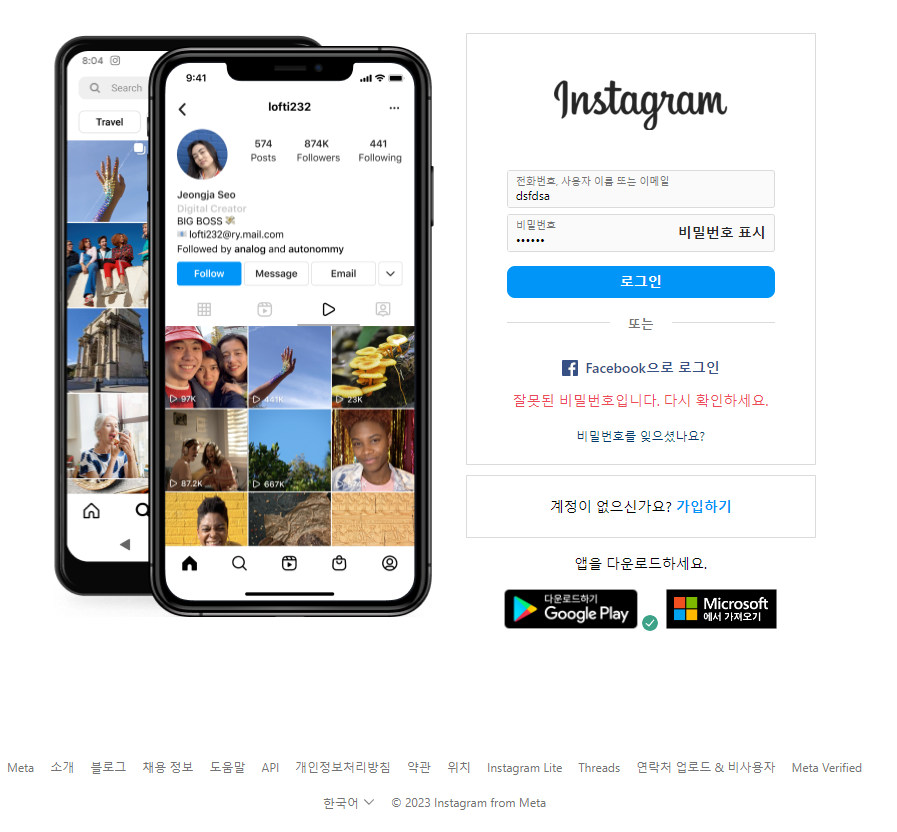 8:04
Search
Travel
9:41
lofti232
574
874K
441
Posts
Followers
Following
Jeongja Seo
Digital Creator
BIG BOSS
lofti232@ry.mail.com
Followed by analog and autonommy
Follow
Message
Email
97K
441K
23K
87.2K
667K
Instagram
전화번호, 사용자 이름 또는 이메일
dsfdsa
비밀번호
••••••
비밀번호 표시
로그인
또는
Facebook으로 로그인
잘못된 비밀번호입니다. 다시 확인하세요.
비밀번호를 잊으셨나요?
계정이 없으신가요? 가입하기
앱을 다운로드하세요.
다운로드하기
Google Play
Microsoft
에서 가져오기
Meta 소개 블로그 채용 정보 도움말 API 개인정보처리방침 약관 위치 Instagram Lite Threads 연락처 업로드 & 비사용자 Meta Verified
한국어 © 2023 Instagram from Meta